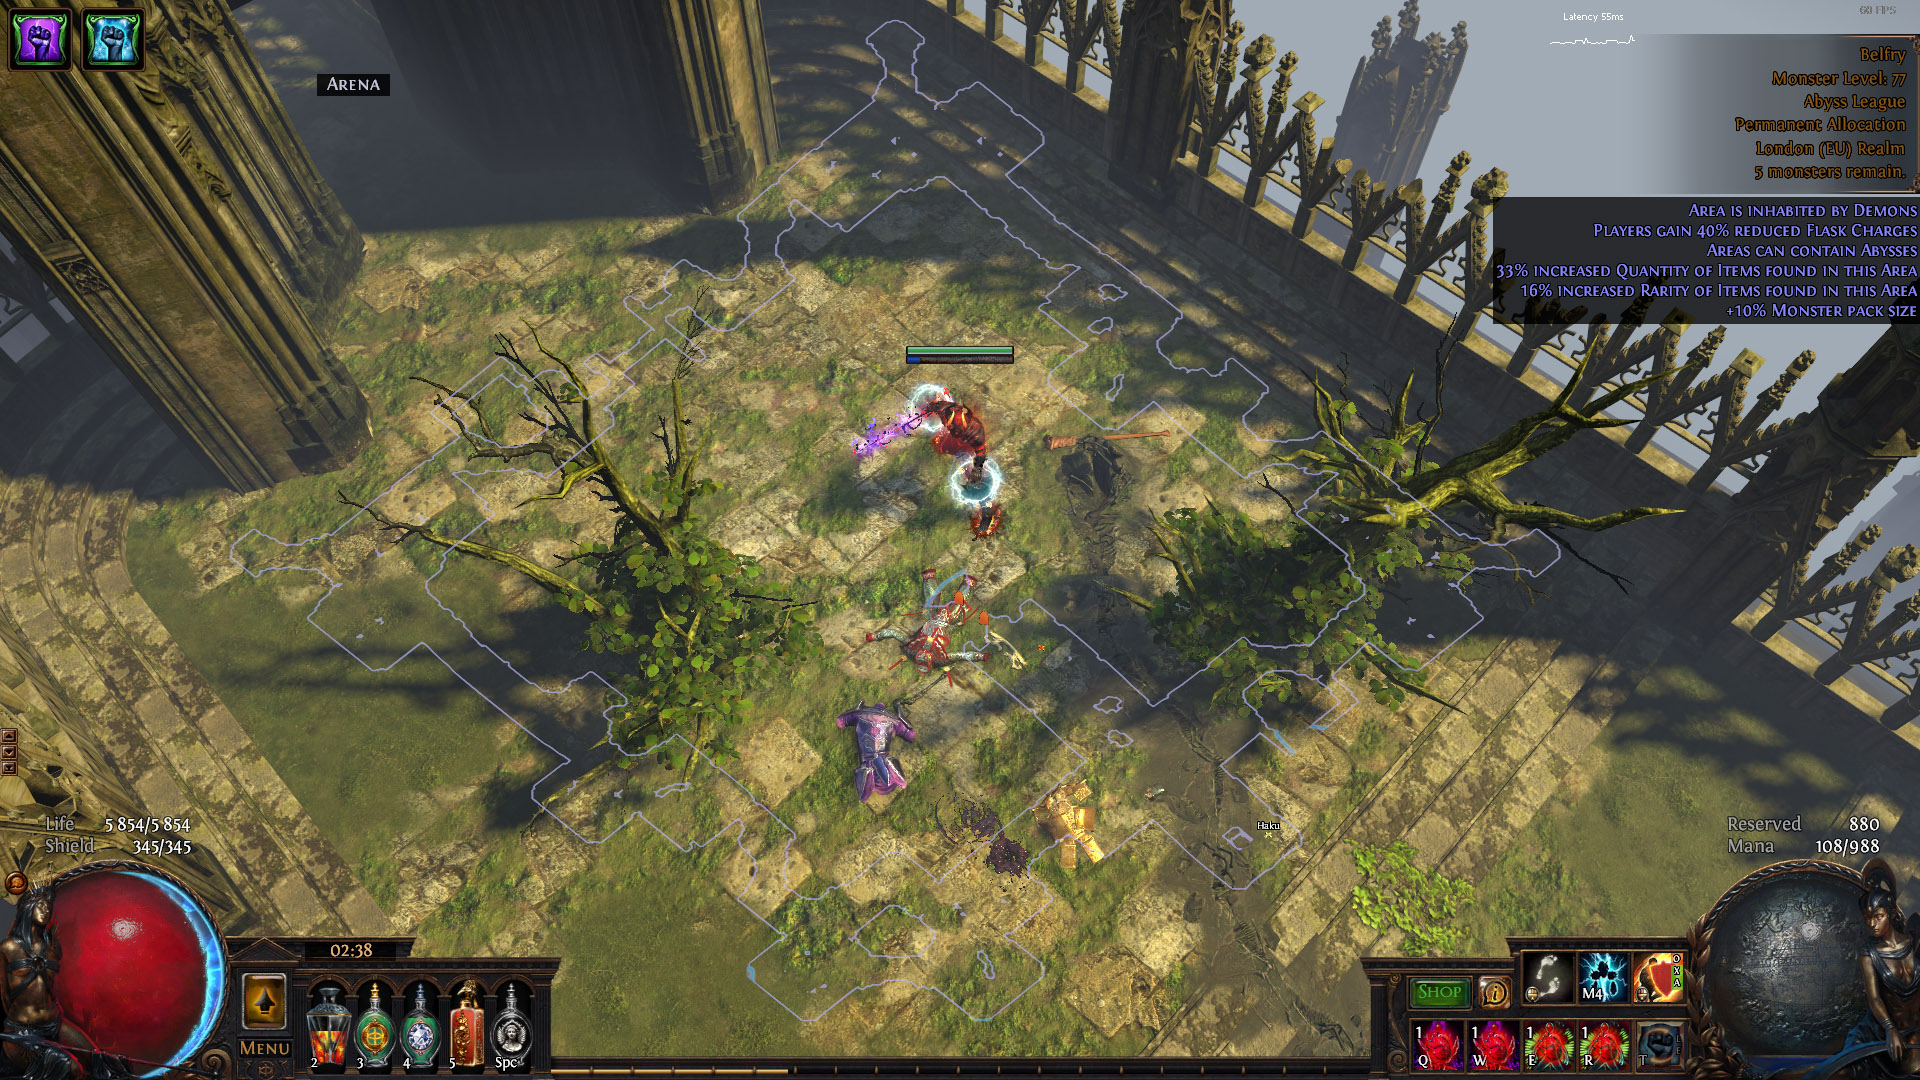 Latency 55ms
60 FPS
ARENA
Belfry
Monster Level: 77
Abyss League
Permanent Allocation
London (EU) Realm
5 monsters remain.
AREA IS INHABITED BY DEMONS
PLAYERS GAIN 40% REDUCED FLASK CHARGES
AREAS CAN CONTAIN ABYSSES
33% INCREASED QUANTITY OF ITEMS FOUND IN THIS AREA
16% INCREASED RARITY OF ITEMS FOUND IN THIS AREA
+10% MONSTER PACK SIZE
Haku
Life 5 854/5 854
Shield 345/345
Reserved 880
Mana 108/988
02:38
MENU
2 3 4 5 Spc
SHOP
M4
O
X
A
1 1 1 1
Q W E R T